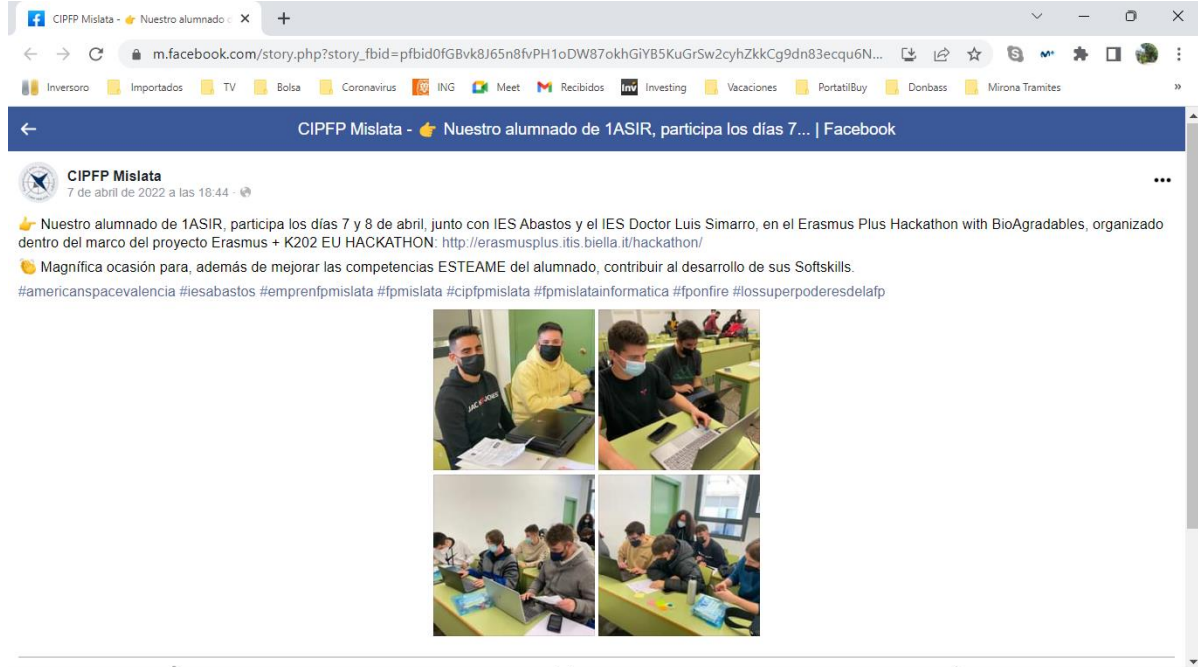 CIPFP Mislata - 👉 Nuestro alumnado d
m.facebook.com/story.php?story_fbid=pfbid0fGBvk8J65n8fvPH1oDW87okhGiYB5KuGrSw2cyhZkkCg9dn83ecqu6N...
Inversoro Importados TV Bolsa Coronavirus ING Meet Recibidos Inv Investing Vacaciones PortatilBuy Donbass Mirona Tramites »
CIPFP Mislata - 👉 Nuestro alumnado de 1ASIR, participa los días 7... | Facebook
CIPFP Mislata
7 de abril de 2022 a las 18:44 ·
👉 Nuestro alumnado de 1ASIR, participa los días 7 y 8 de abril, junto con IES Abastos y el IES Doctor Luis Simarro, en el Erasmus Plus Hackathon with BioAgradables, organizado
dentro del marco del proyecto Erasmus + K202 EU HACKATHON: http://erasmusplus.itis.biella.it/hackathon/
👏 Magnífica ocasión para, además de mejorar las competencias ESTEAME del alumnado, contribuir al desarrollo de sus Softskills.
#americanspacevalencia #iesabastos #emprenfpmislata #fpmislata #cipfpmislata #fpmislatainformatica #fponfire #lossuperpoderesdelafp